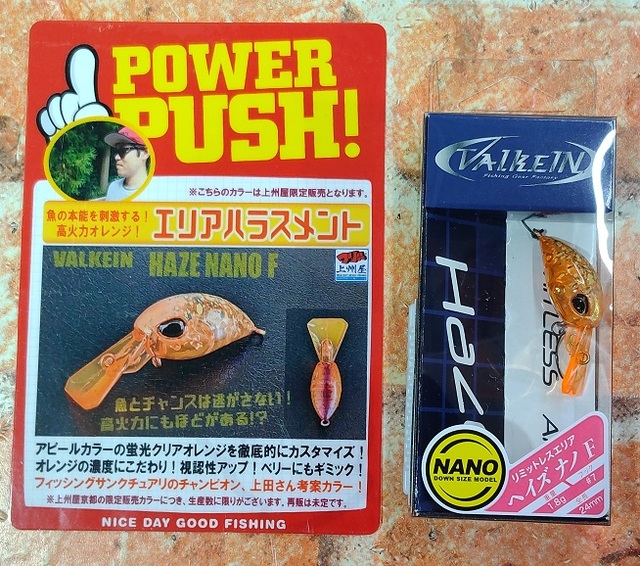 POWER
PUSH!
※こちらのカラーは上州屋限定販売となります。
魚の本能を刺激する！
高火力オレンジ！
エリアハラスメント
VALKEIN HAZE NANO F
上州屋
魚とチャンスは逃がさない！
高火力にもほどがある!?
アピールカラーの蛍光クリアオレンジを徹底的にカスタマイズ！
オレンジの濃度にこだわり！視認性アップ！ベリーにもギミック！
フィッシングサンクチュアリのチャンピオン、上田さん考案カラー！
※上州屋京都の限定販売カラーにつき、生産数に限りがございます。再販は未定です。
NICE DAY GOOD FISHING
VALKEIN
Fishing Gear Factory
NANO
DOWN SIZE MODEL
リミットレスエリア
ヘイズ ナノ F
1.8g
24mm